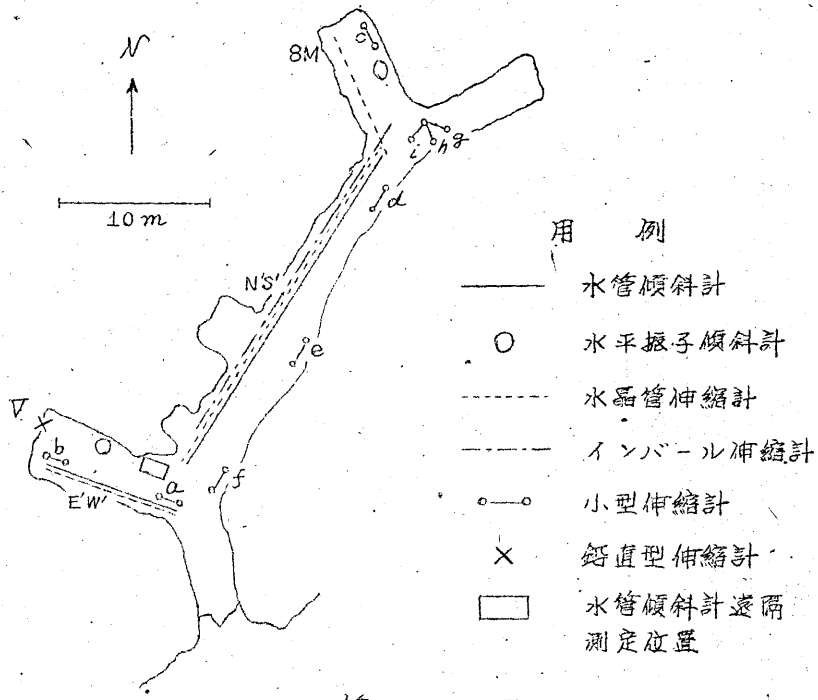 N
10 m
8M
c
g
h
i
d
N'S'
e
V
b
a
f
E'W'
用 例
水管傾斜計
水平振子傾斜計
水晶管伸縮計
インバール伸縮計
小型伸縮計
鉛直型伸縮計
水管傾斜計遠隔
測定位置